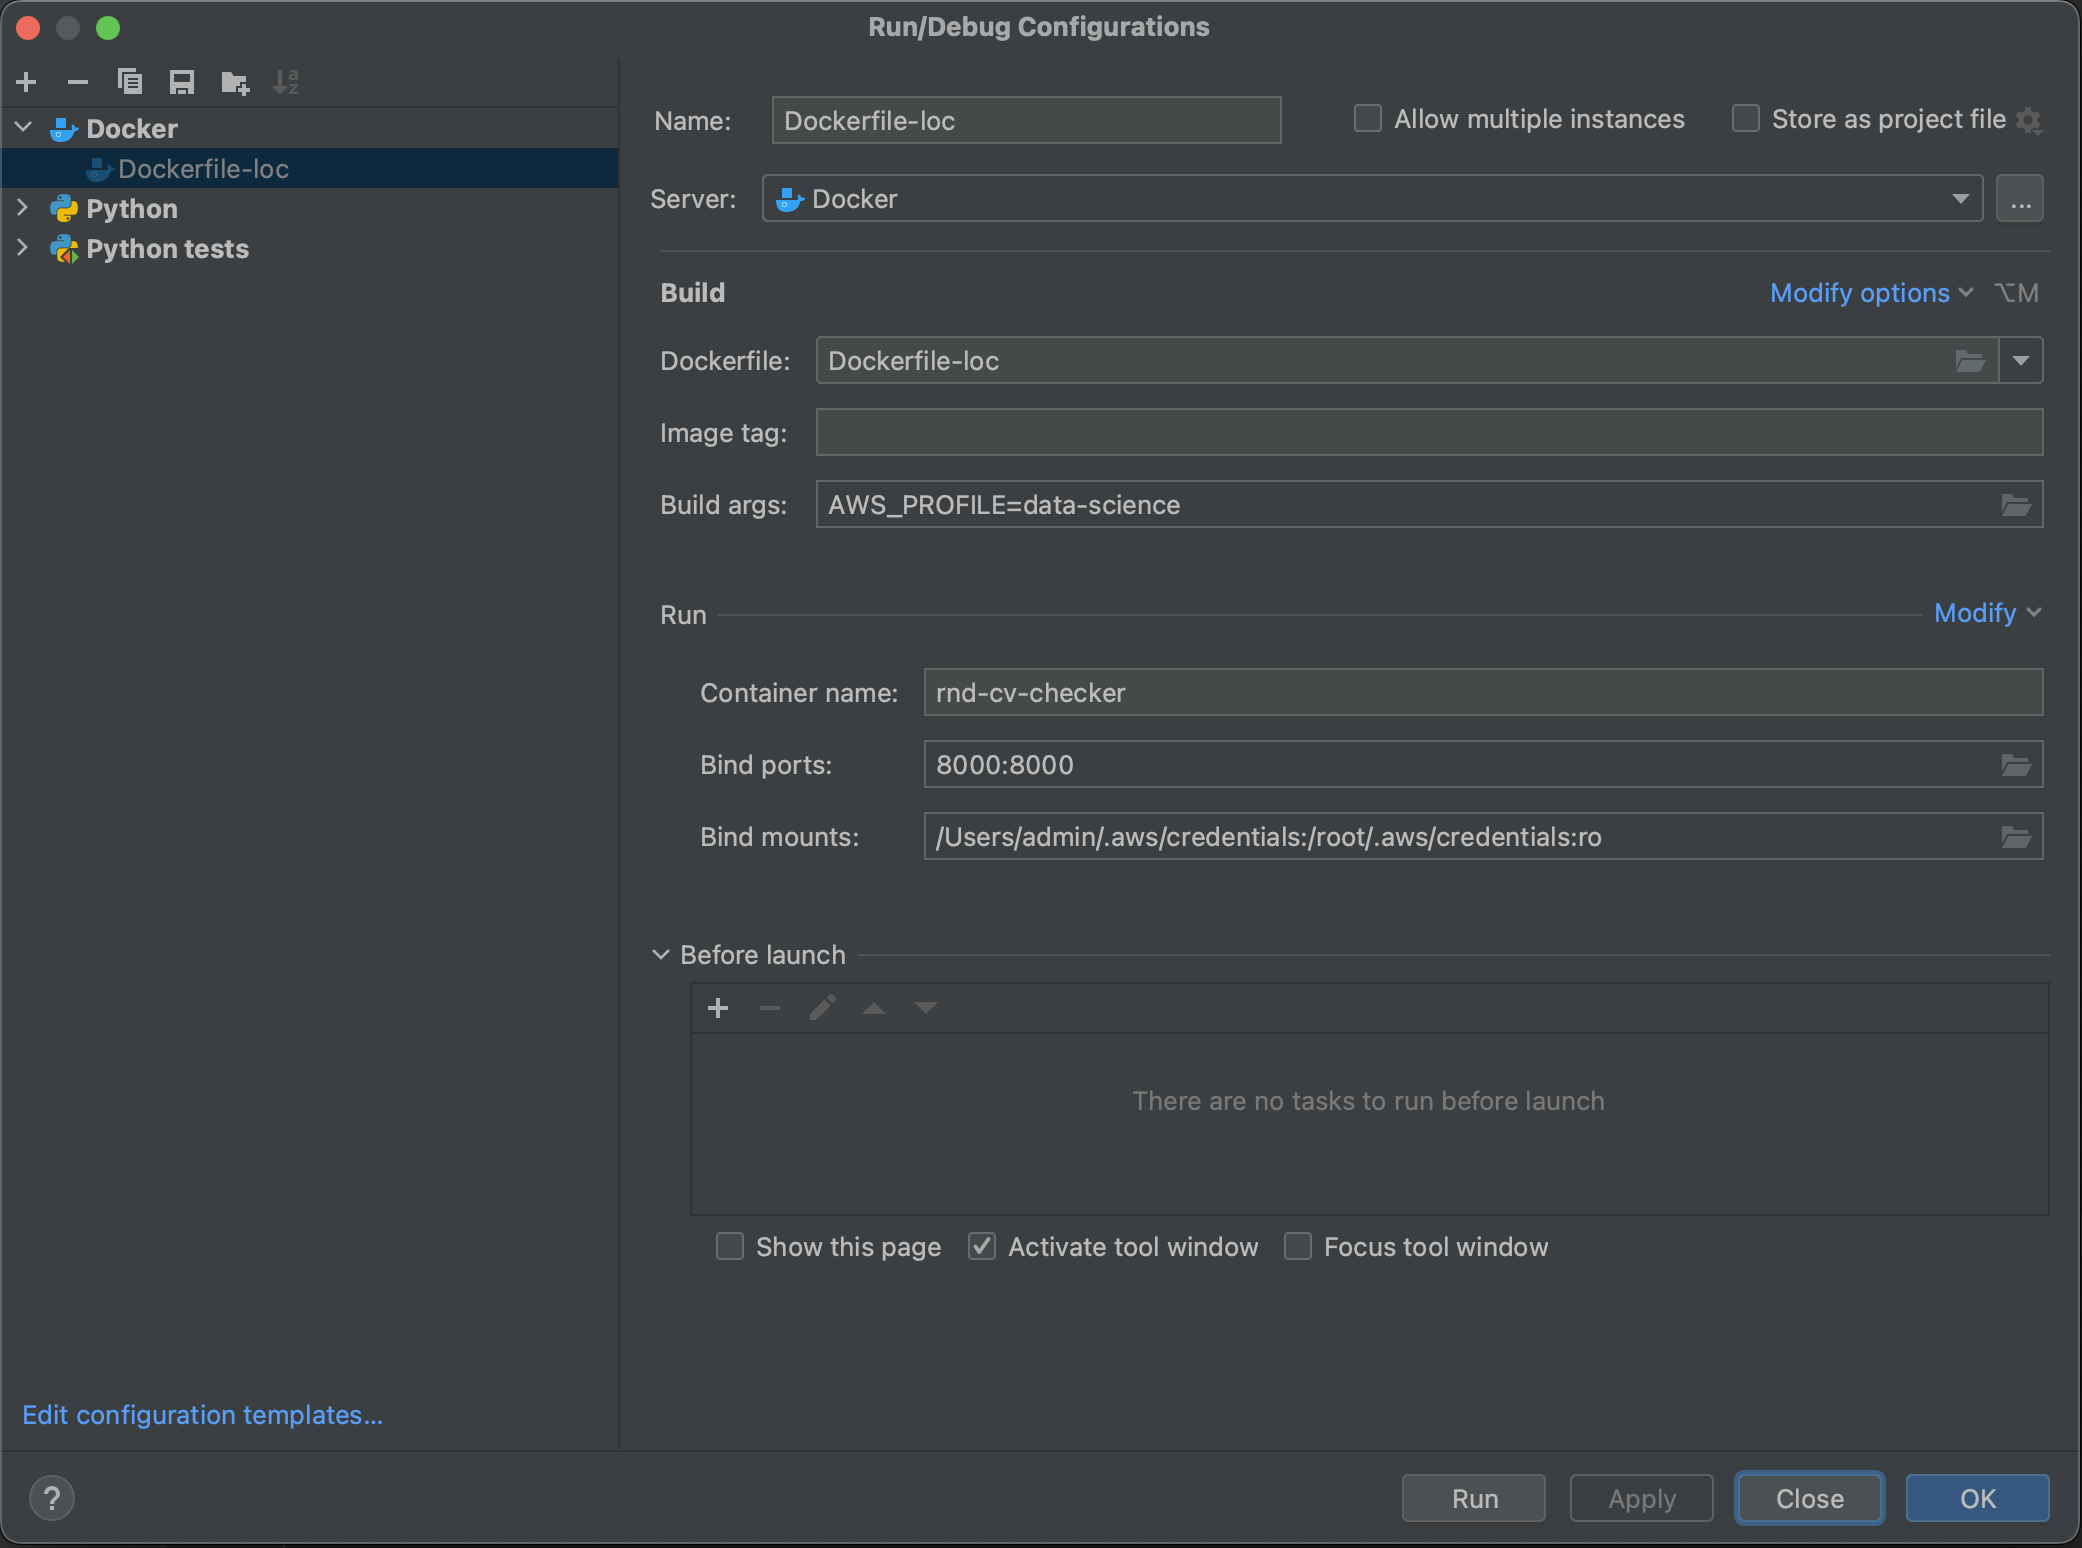 Run/Debug Configurations
Docker
Dockerfile-loc
Python
Python tests
Edit configuration templates...
Name: Dockerfile-loc Allow multiple instances Store as project file
Server: Docker ...
Build Modify options ⌥M
Dockerfile: Dockerfile-loc
Image tag:
Build args: AWS_PROFILE=data-science
Run Modify
Container name: rnd-cv-checker
Bind ports: 8000:8000
Bind mounts: /Users/admin/.aws/credentials:/root/.aws/credentials:ro
Before launch
There are no tasks to run before launch
Show this page Activate tool window Focus tool window
? Run Apply Close OK